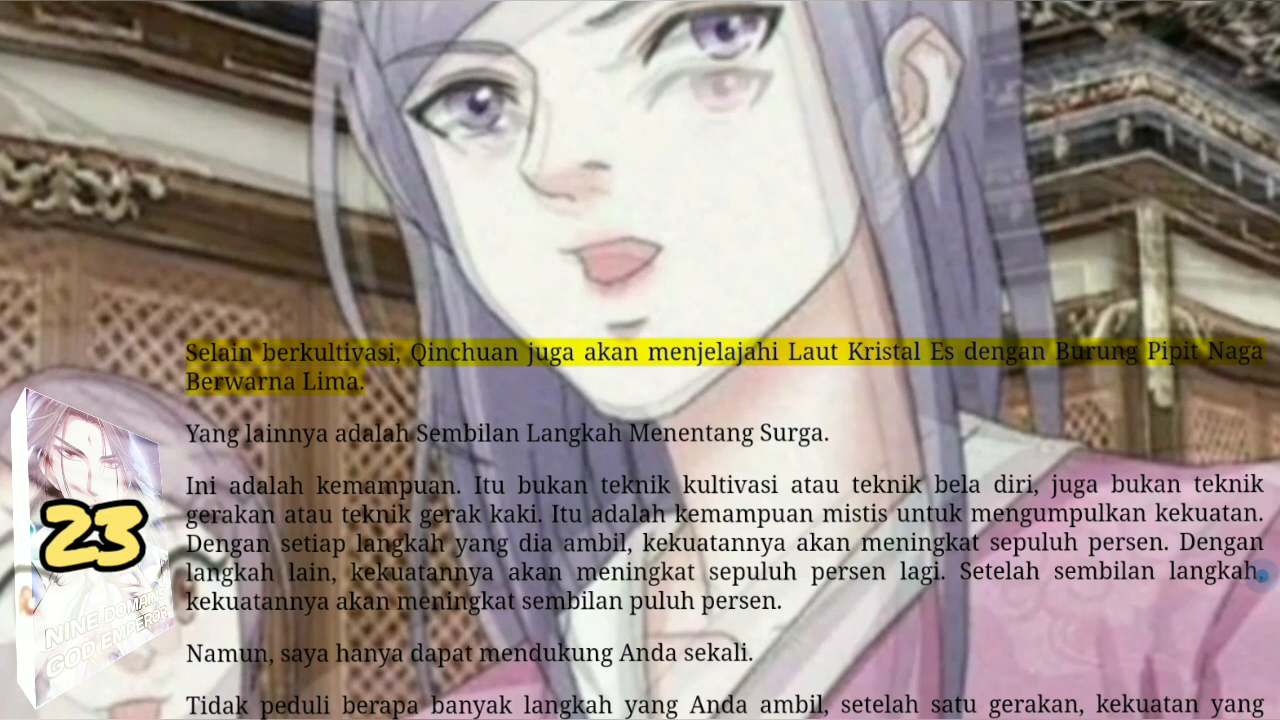 Selain berkultivasi, Qinchuan juga akan menjelajahi Laut Kristal Es dengan Burung Pipit Naga
Berwarna Lima.
Yang lainnya adalah Sembilan Langkah Menentang Surga.
Ini adalah kemampuan. Itu bukan teknik kultivasi atau teknik bela diri, juga bukan teknik
gerakan atau teknik gerak kaki. Itu adalah kemampuan mistis untuk mengumpulkan kekuatan.
Dengan setiap langkah yang dia ambil, kekuatannya akan meningkat sepuluh persen. Dengan
langkah lain, kekuatannya akan meningkat sepuluh persen lagi. Setelah sembilan langkah,
kekuatannya akan meningkat sembilan puluh persen.
Namun, saya hanya dapat mendukung Anda sekali.
Tidak peduli berapa banyak langkah yang Anda ambil, setelah satu gerakan, kekuatan yang
23
NINE DOMAINS
GOD EMPEROR